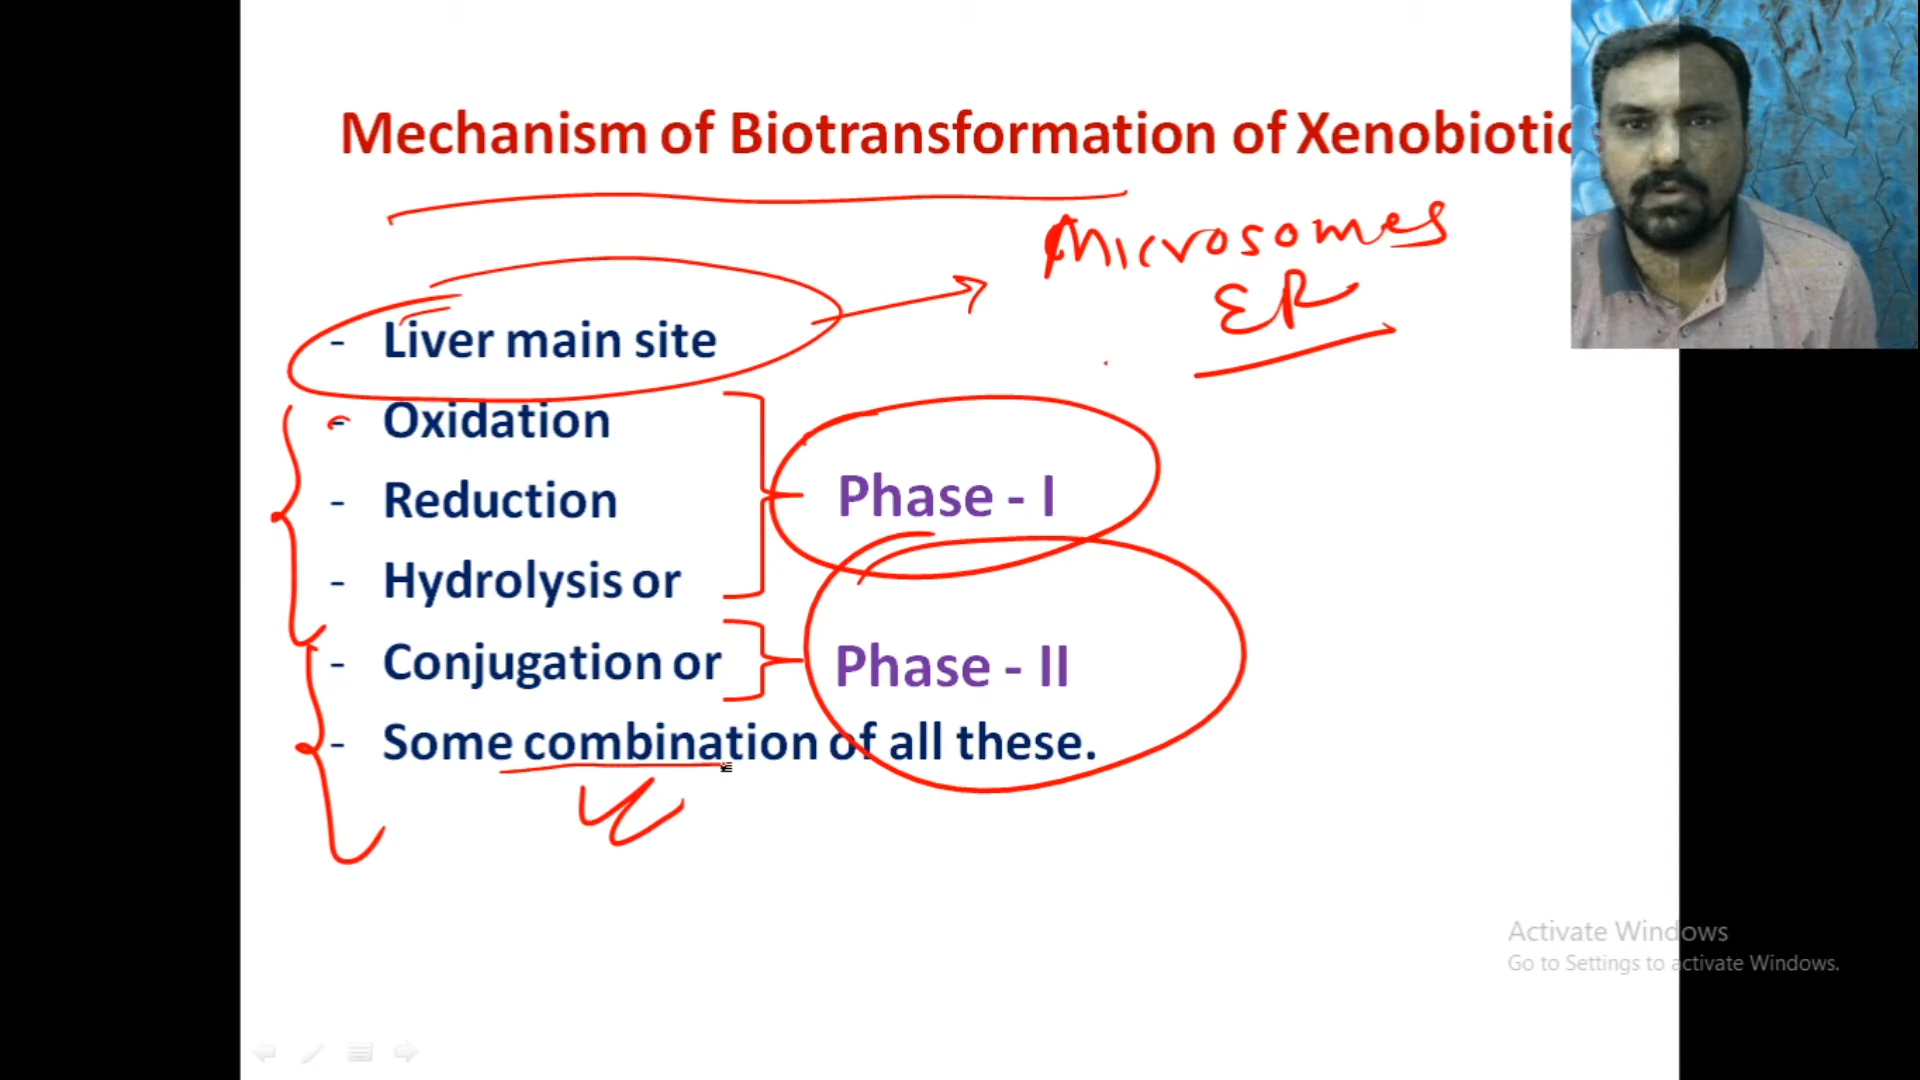 Mechanism of Biotransformation of Xenobiotic
Microsomes
ER
- Liver main site
- Oxidation
- Reduction
Phase - I
- Hydrolysis or
- Conjugation or
Phase - II
- Some combination of all these.
Activate Windows
Go to Settings to activate Windows.